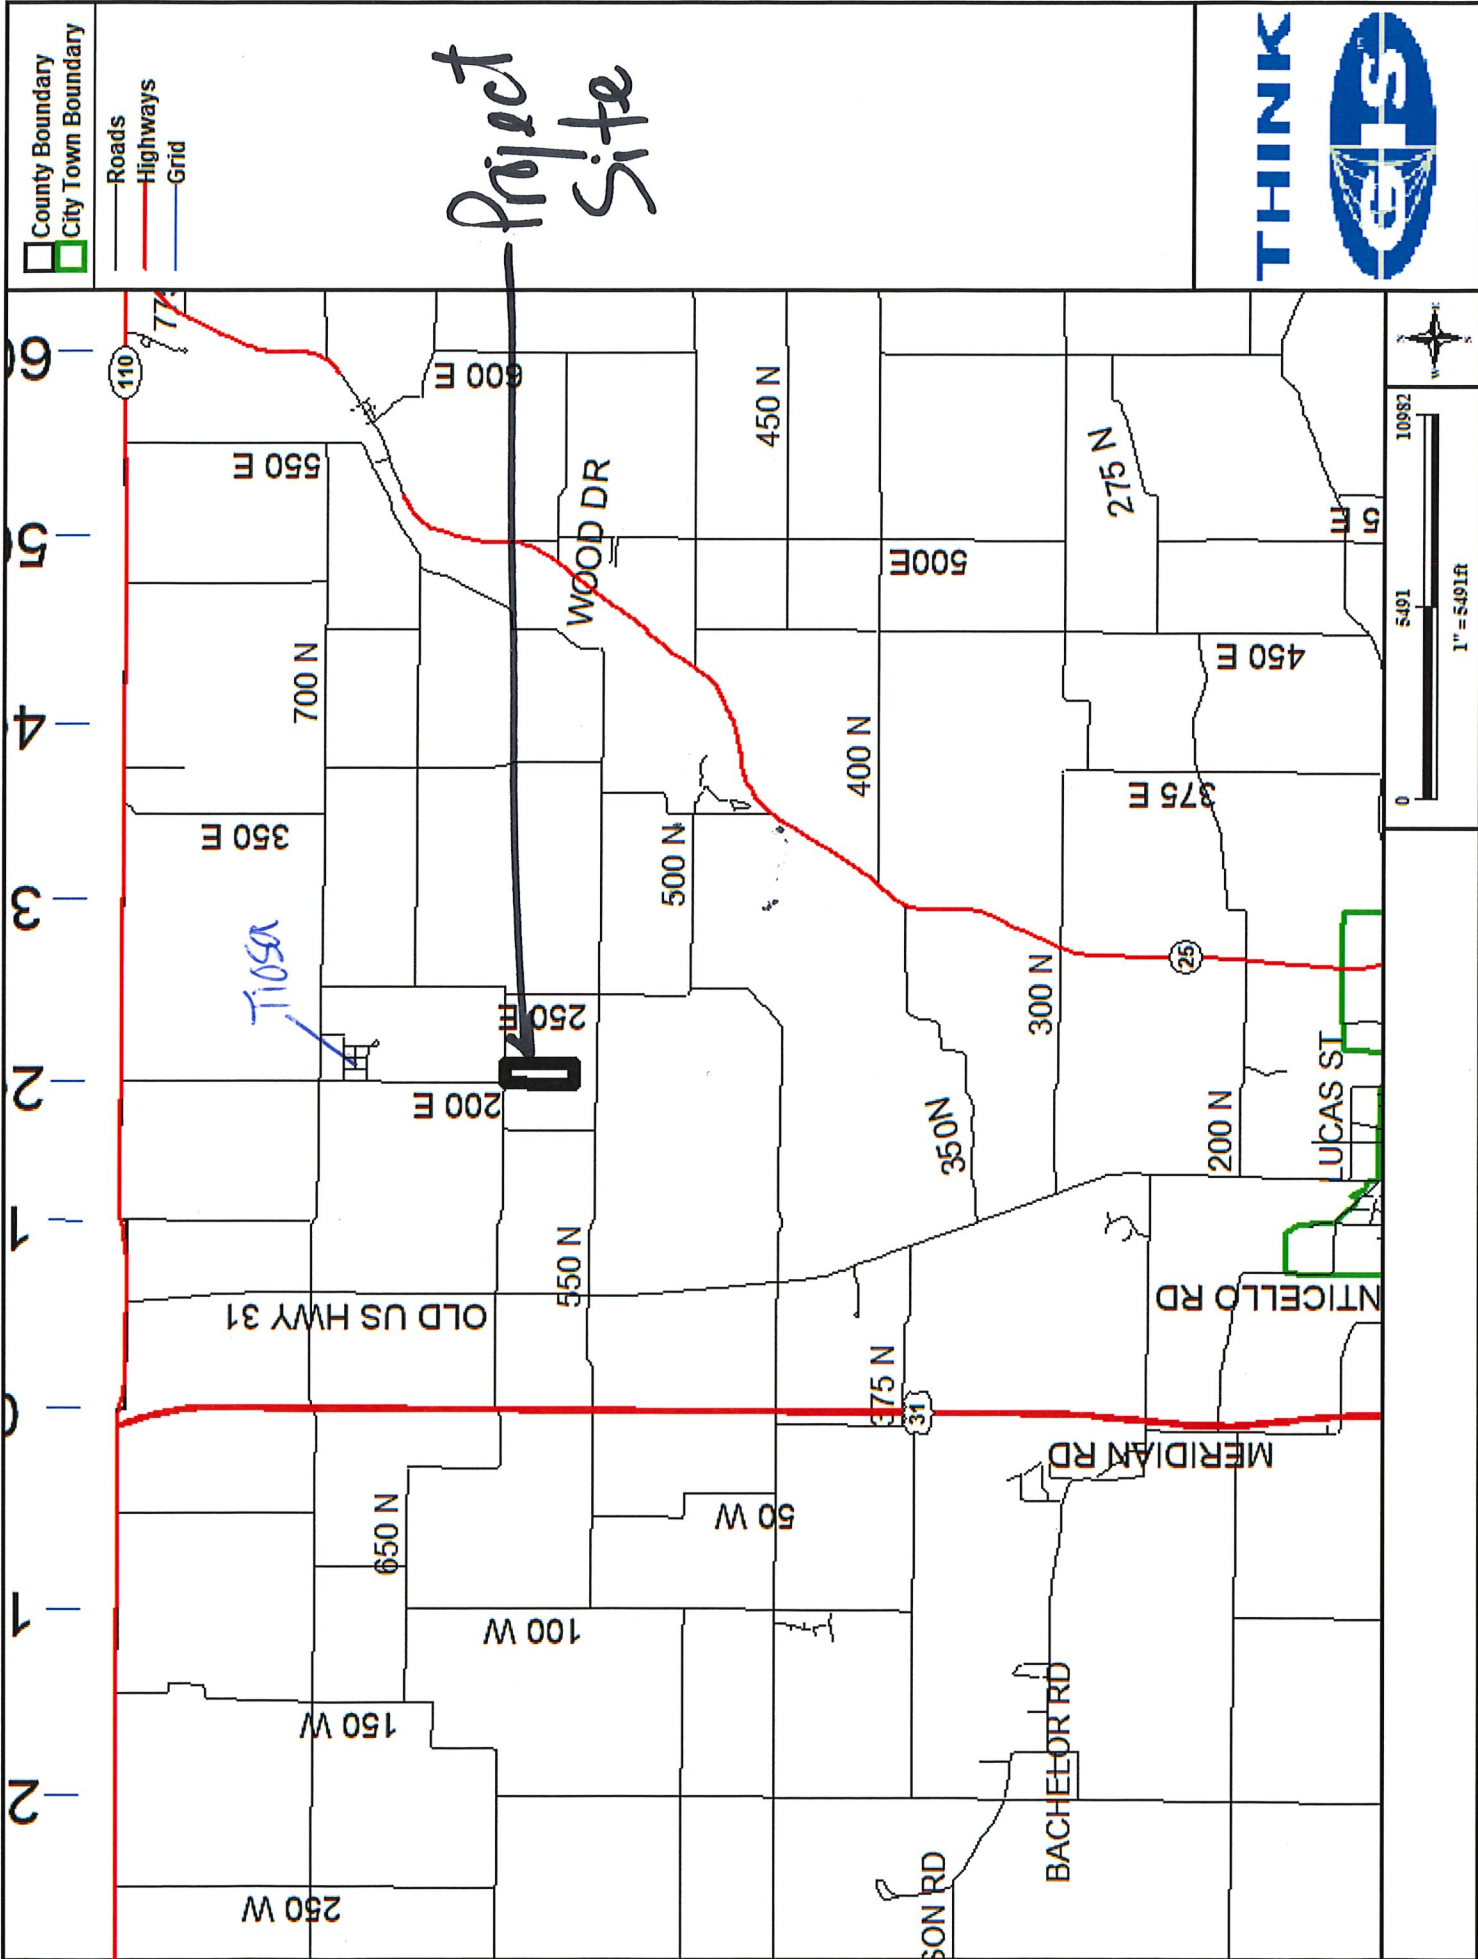 County Boundary
City Town Boundary
Roads
Highways
Grid
Project
Site
THINK
GIS
2
1
0
1
2
3
4
5
6
110
77
250 W
150 W
100 W
50 W
650 N
OLD US HWY 31
550 N
Tiosa
200 E
250 E
350 E
700 N
550 E
600 E
WOOD DR
500 N
450 N
400 N
500E
275 N
5 E
450 E
375 E
300 N
25
350N
200 N
LUCAS ST
NTICELLO RD
375 N
31
MERIDIAN RD
BACHELOR RD
SON RD
N
W
E
S
0
5491
10982
1" = 5491ft